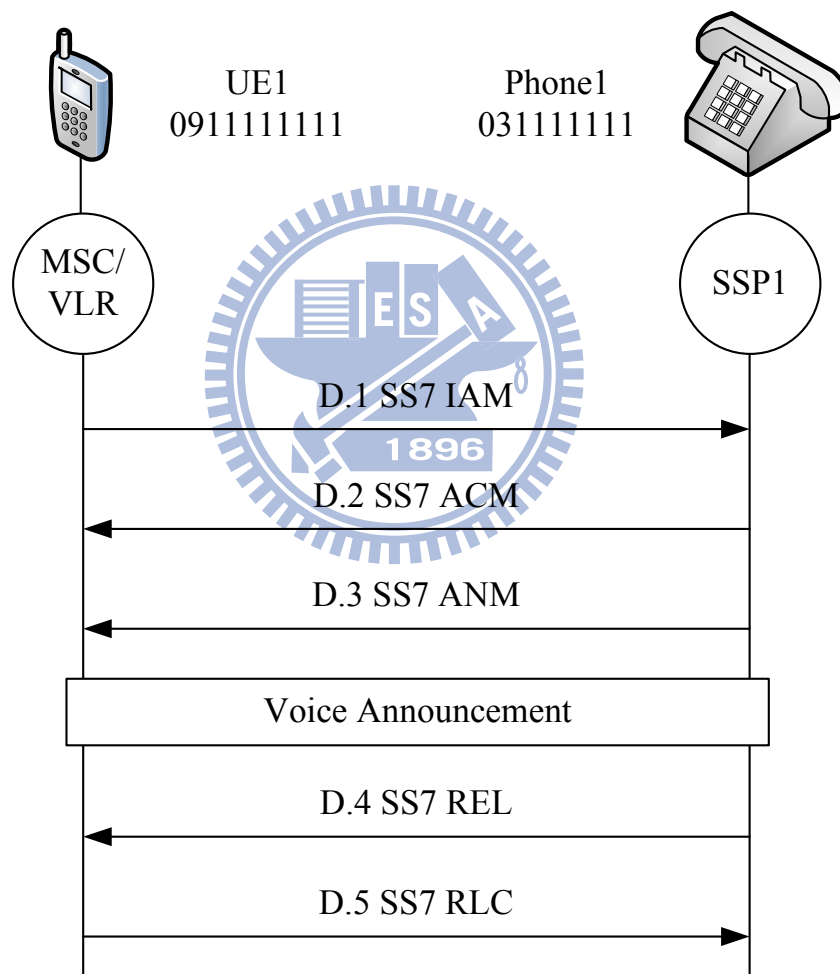 UE1
0911111111
Phone1
031111111
MSC/
VLR
SSP1
E S A
D.1 SS7 IAM
1896
D.2 SS7 ACM
D.3 SS7 ANM
Voice Announcement
D.4 SS7 REL
D.5 SS7 RLC